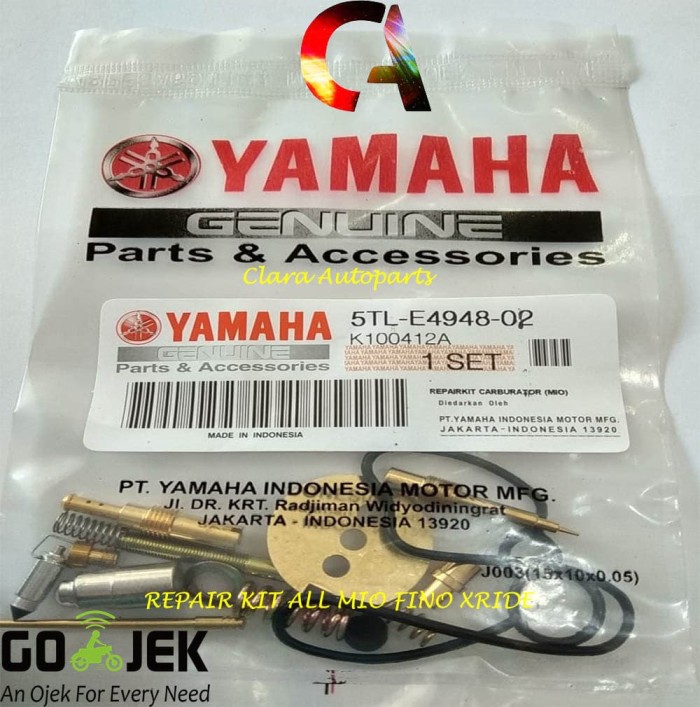 CA
YAMAHA
GENUINE
Parts & Accessories
Clara Autoparts
YAMAHA
GENUINE
Parts & Accessories
5TL-E4948-02
K100412A
1 SET
REPAIRKIT CARBURATOR (MIO)
Diedarkan Oleh
PT.YAMAHA INDONESIA MOTOR MFG.
JAKARTA-INDONESIA 13920
MADE IN INDONESIA
PT. YAMAHA INDONESIA MOTOR MFG.
Jl. DR. KRT. Radjiman Widyodiningrat
JAKARTA - INDONESIA 13920
J003(15x10x0.05)
REPAIR KIT ALL MIO FINO XRIDE
GO JEK
An Ojek For Every Need